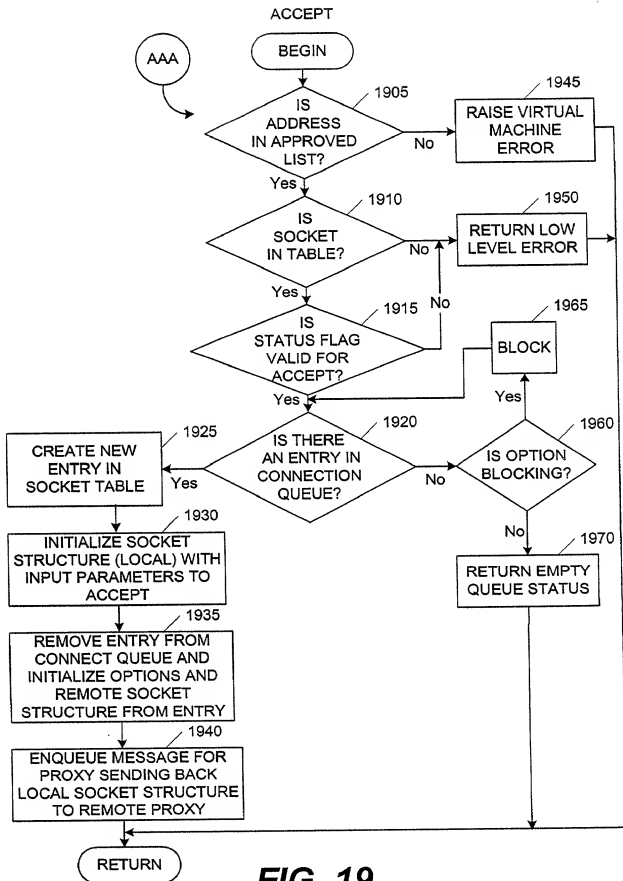 ACCEPT
AAA
BEGIN
1905
IS
ADDRESS
IN APPROVED
LIST?
No
Yes
1945
RAISE VIRTUAL
MACHINE
ERROR
1910
IS
SOCKET
IN TABLE?
No
Yes
1950
RETURN LOW
LEVEL ERROR
1915
IS
STATUS FLAG
VALID FOR
ACCEPT?
No
Yes
1965
BLOCK
Yes
1920
IS THERE
AN ENTRY IN
CONNECTION
QUEUE?
Yes
No
1960
IS OPTION
BLOCKING?
No
1970
RETURN EMPTY
QUEUE STATUS
1925
CREATE NEW
ENTRY IN
SOCKET TABLE
1930
INITIALIZE SOCKET
STRUCTURE (LOCAL) WITH
INPUT PARAMETERS TO
ACCEPT
1935
REMOVE ENTRY FROM
CONNECT QUEUE AND
INITIALIZE OPTIONS AND
REMOTE SOCKET
STRUCTURE FROM ENTRY
1940
ENQUEUE MESSAGE FOR
PROXY SENDING BACK
LOCAL SOCKET STRUCTURE
TO REMOTE PROXY
RETURN
FIG. 19